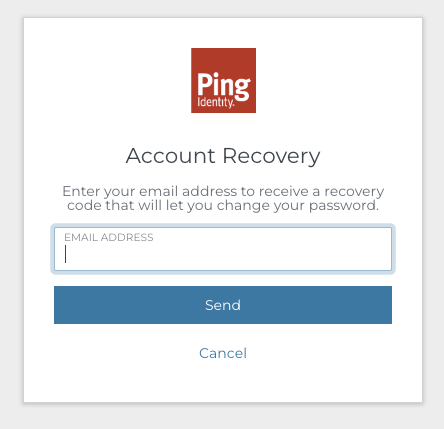 Ping
Identity.
Account Recovery
Enter your email address to receive a recovery
code that will let you change your password.
EMAIL ADDRESS
Send
Cancel